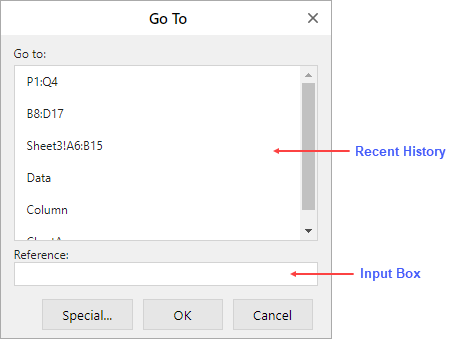 Go To
Go to:
P1:Q4
B8:D17
Sheet3!A6:B15
Recent History
Data
Column
Reference:
Input Box
Special...
OK
Cancel